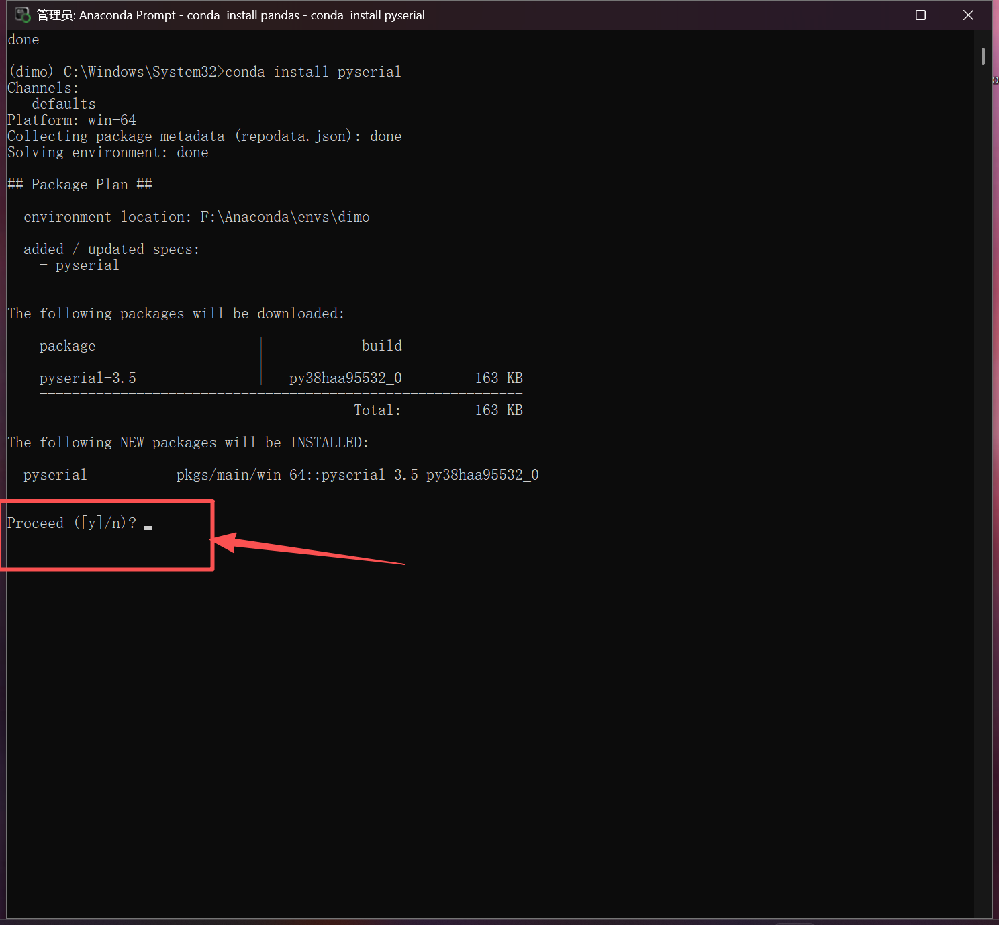 管理员: Anaconda Prompt - conda  install pandas - conda  install pyserial
done
(dimo) C:\Windows\System32>conda install pyserial
Channels:
 - defaults
Platform: win-64
Collecting package metadata (repodata.json): done
Solving environment: done
## Package Plan ##
  environment location: F:\Anaconda\envs\dimo
  added / updated specs:
    - pyserial
The following packages will be downloaded:
    package                    |            build
    ---------------------------|-----------------
    pyserial-3.5               |   py38haa95532_0         163 KB
    ------------------------------------------------------------
                                           Total:         163 KB
The following NEW packages will be INSTALLED:
  pyserial           pkgs/main/win-64::pyserial-3.5-py38haa95532_0
Proceed ([y]/n)?